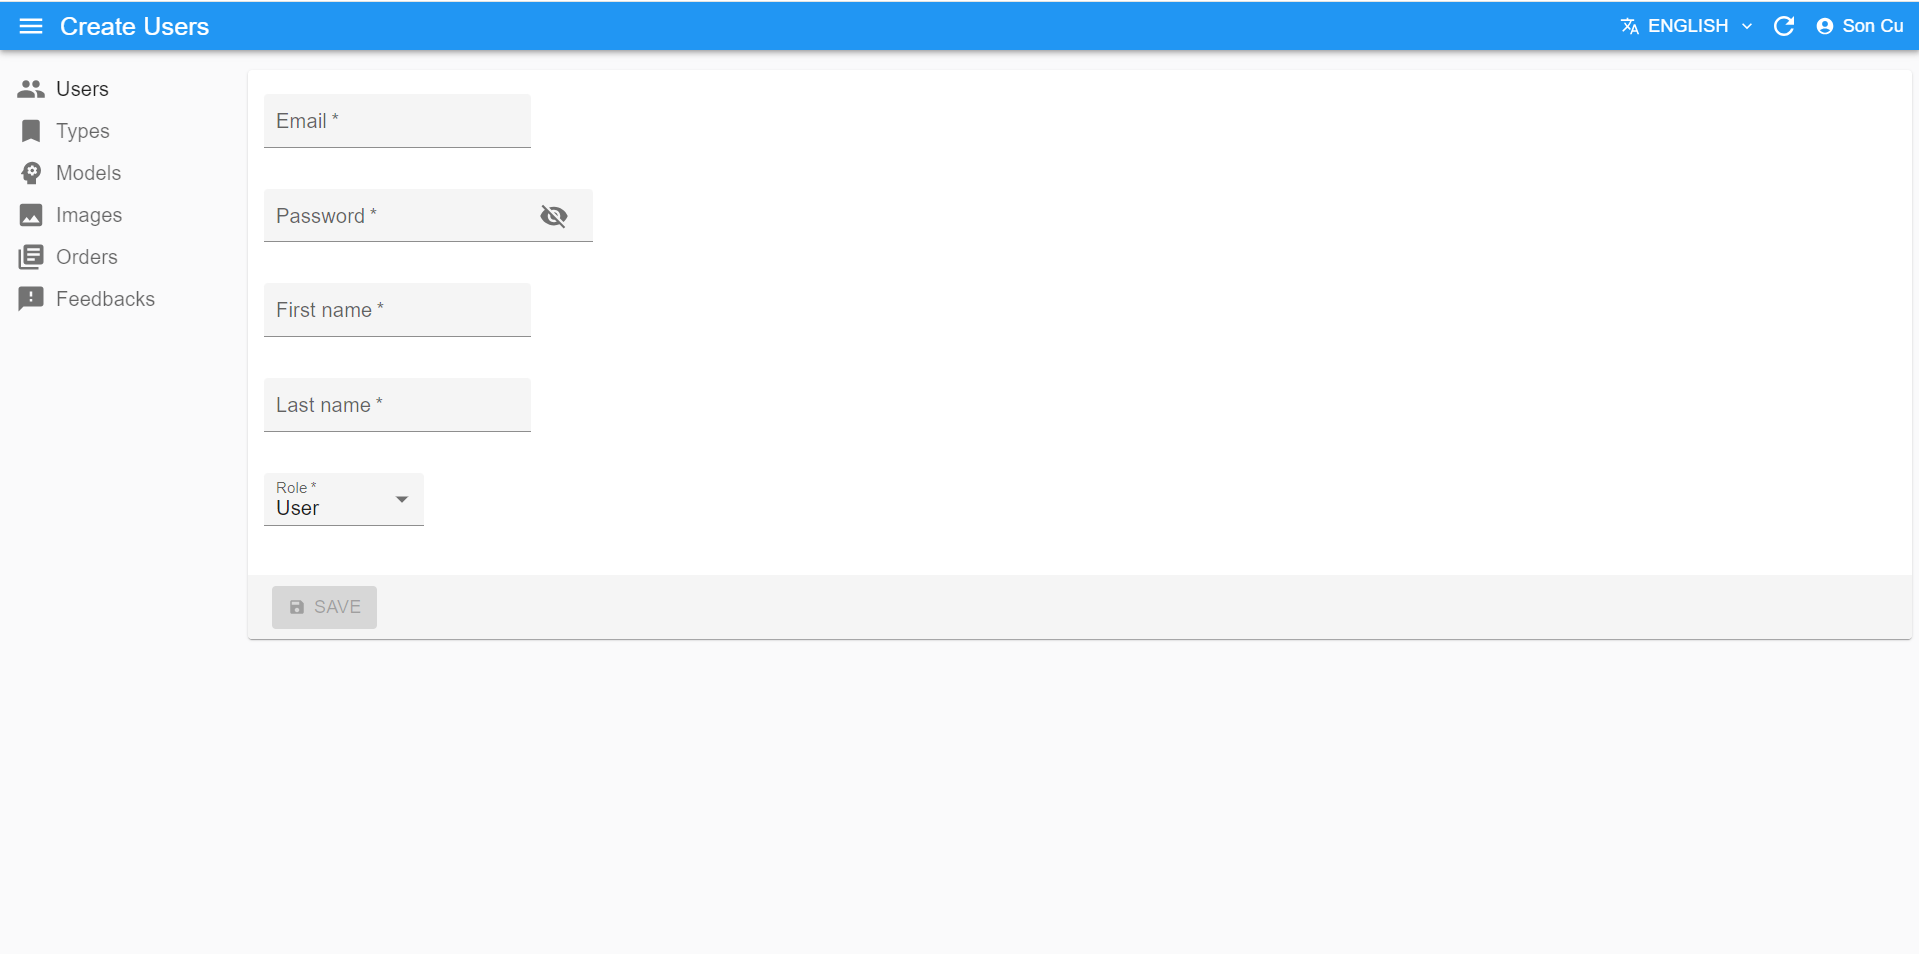 Create Users
ENGLISH
Son Cu
Users
Types
Models
Images
Orders
Feedbacks
Email *
Password *
First name *
Last name *
Role *
User
SAVE